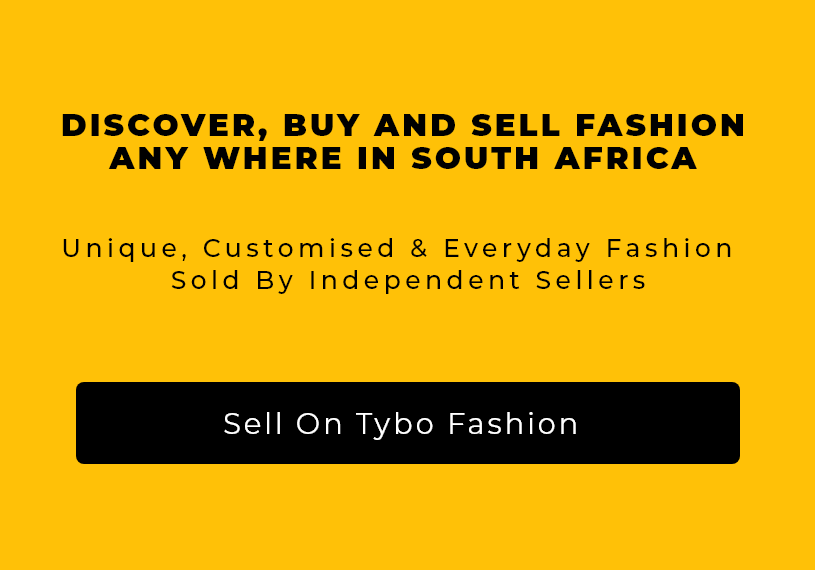 DISCOVER, BUY AND SELL FASHION
ANY WHERE IN SOUTH AFRICA
Unique, Customised & Everyday Fashion
Sold By Independent Sellers
Sell On Tybo Fashion